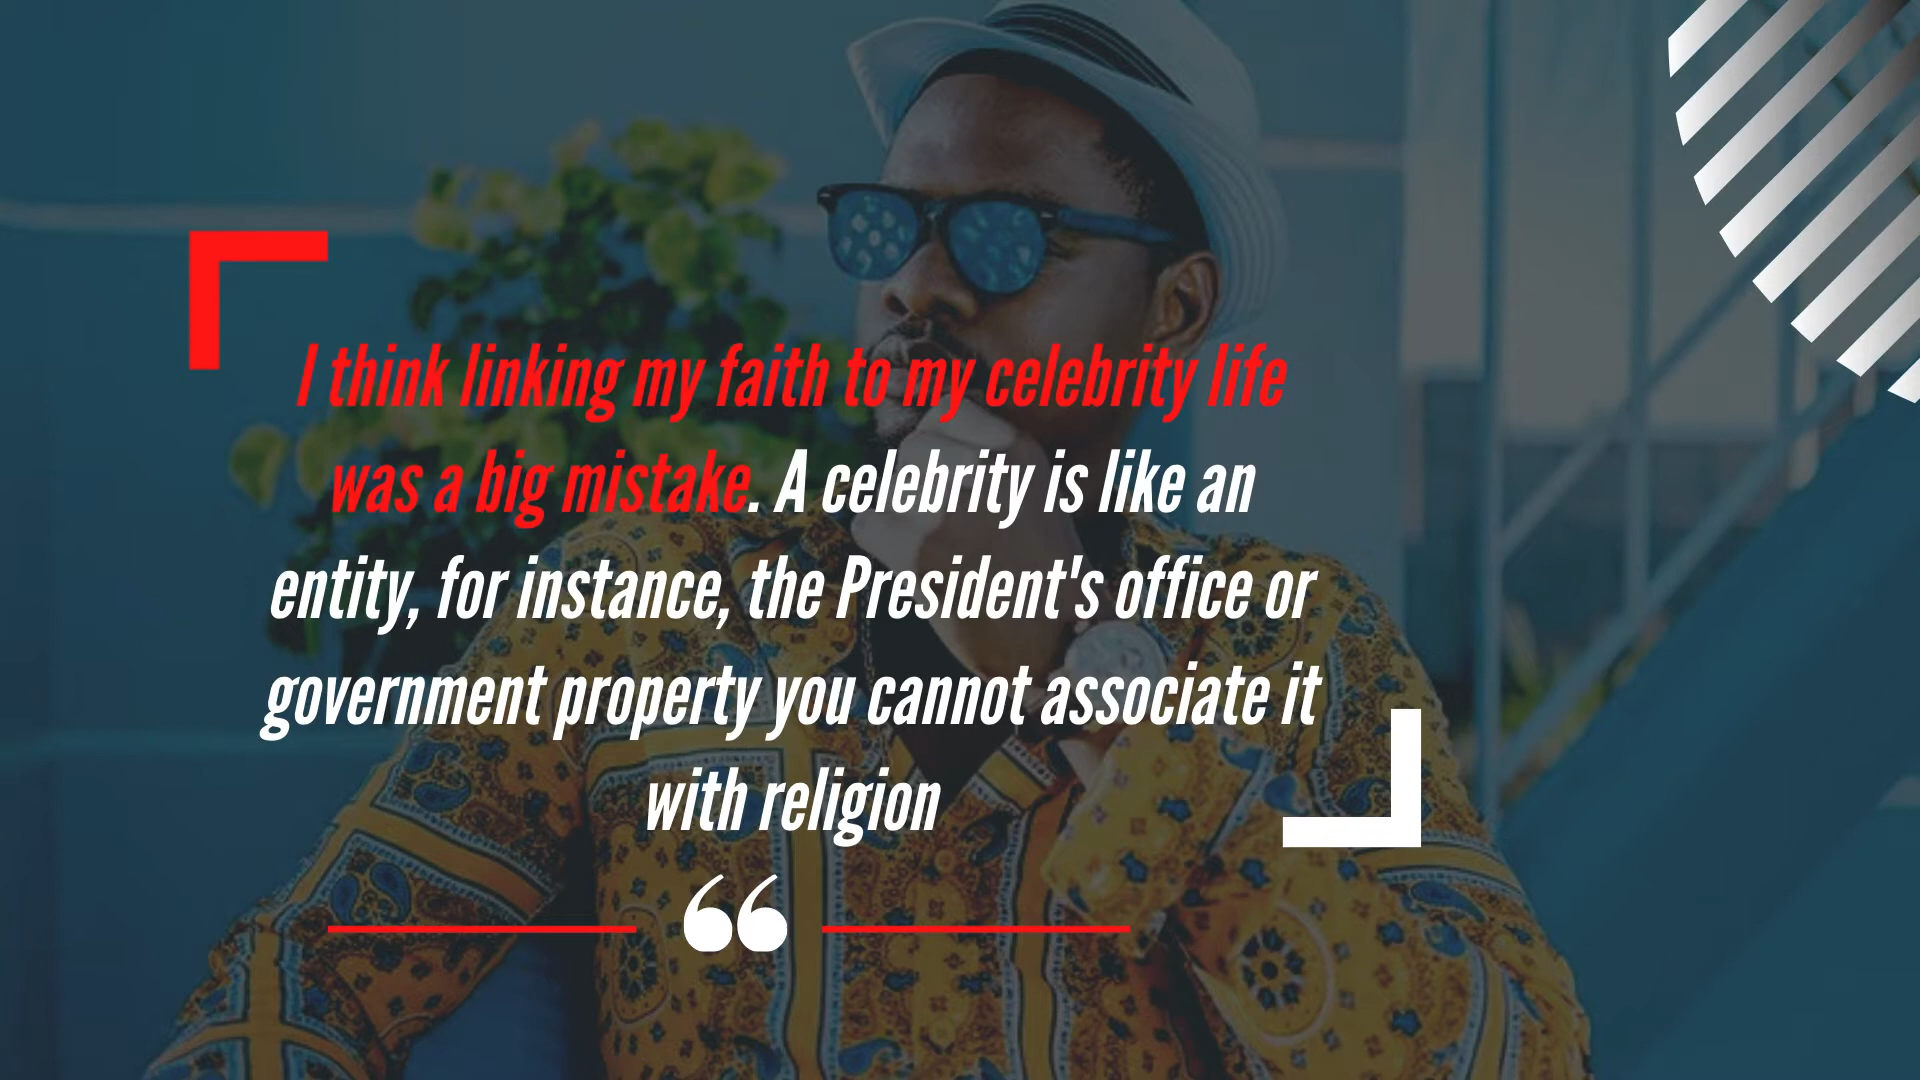 I think linking my faith to my celebrity life
was a big mistake. A celebrity is like an
entity, for instance, the President's office or
government property you cannot associate it
with religion